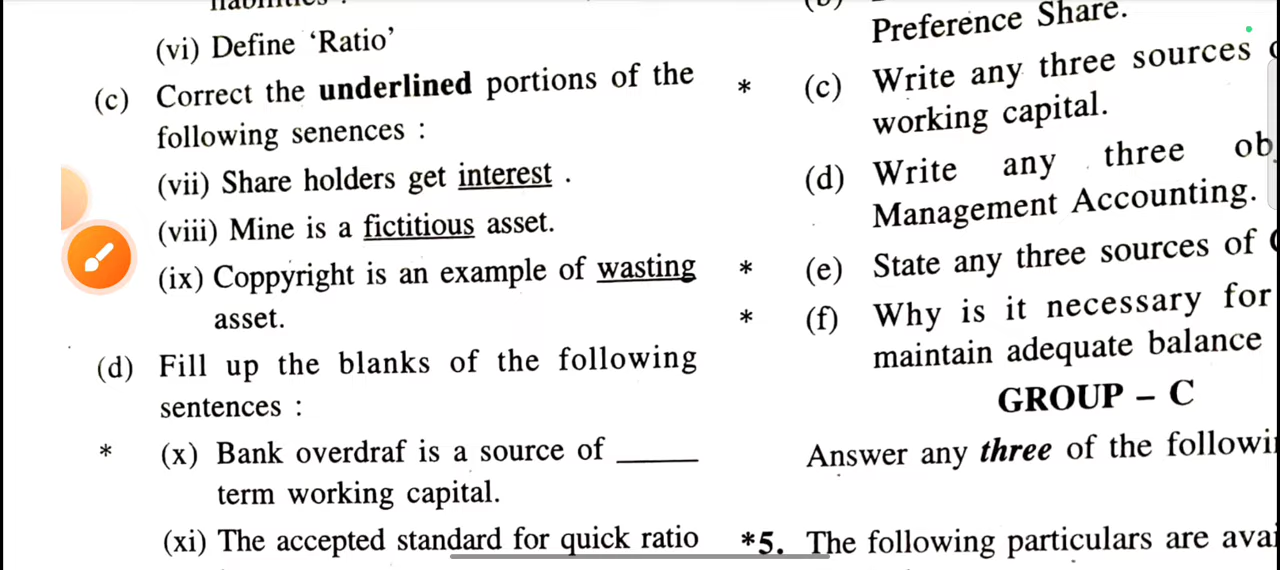 (vi) Define ‘Ratio’
(c) Correct the underlined portions of the
following senences :
(vii) Share holders get interest .
(viii) Mine is a fictitious asset.
(ix) Coppyright is an example of wasting
asset.
(d) Fill up the blanks of the following
sentences :
* (x) Bank overdraf is a source of ______
term working capital.
(xi) The accepted standard for quick ratio
Preference Share.
* (c) Write any three sources
working capital.
(d) Write any three
Management Accounting.
* (e) State any three sources of
* (f) Why is it necessary for
maintain adequate balance
GROUP – C
Answer any three of the
*5. The following particulars are